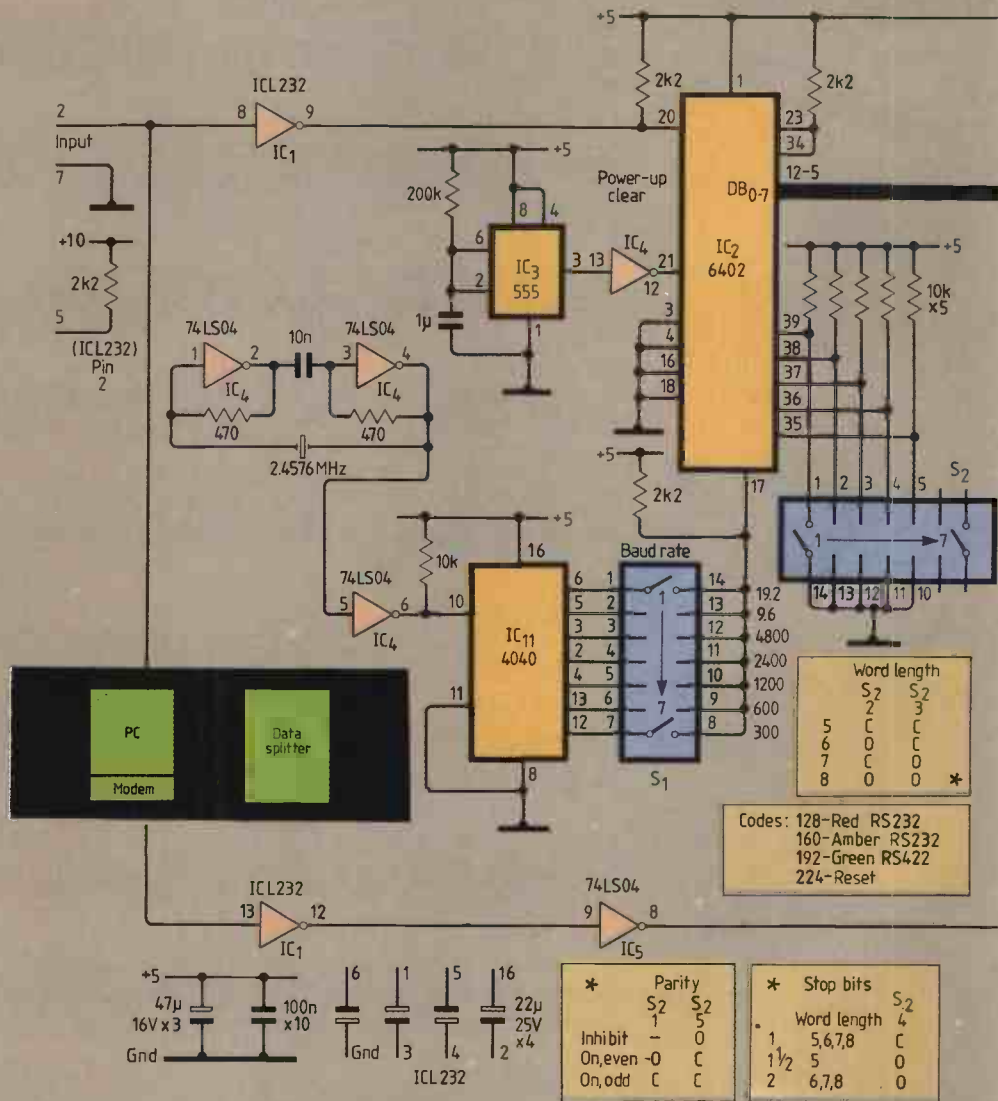 +5
2k2
1
2k2
ICL232
2
8
9
20
23
34
Input
IC1
12-5
7
+5
Power-up
clear
DB0-7
200k
8
4
+10
6
IC4
+5
2k2
IC3
555
3
13
12
21
IC2
6402
2
10k
x5
5
1μ
1
3
39
(ICL232)
Pin
2
74LS04
10n
74LS04
4
38
1
2
3
4
16
37
IC4
IC4
18
36
470
470
35
2.4576MHz
+5
17
1
2
3
4
5
S2
+5
2k2
1
7
10k
16
Baud rate
74LS04
14
13
12
11
10
5
6
10
6
1
14
19.2
IC4
5
2
1
13
9.6
IC11
4040
3
3
12
4800
2
4
11
2400
Word length
11
4
5
10
1200
S2
S2
13
6
7
9
600
2
3
12
7
8
300
5 C C
6 O C
7 C O
8 O O *
PC
Modem
Data
splitter
8
S1
Codes: 128-Red RS232
160-Amber RS232
192-Green RS422
224-Reset
ICL232
74LS04
13
12
9
8
IC1
IC5
+5
6
1
5
16
* Parity
* Stop bits
47μ
16V x3
100n
x10
22μ
25V
x4
S2
S2
S2
1
5
Word length 4
Gnd
Gnd
3
4
2
Inhibit - O
1 5,6,7,8 C
ICL232
On,even -O C
1½ 5 O
On,odd C C
2 6,7,8 O